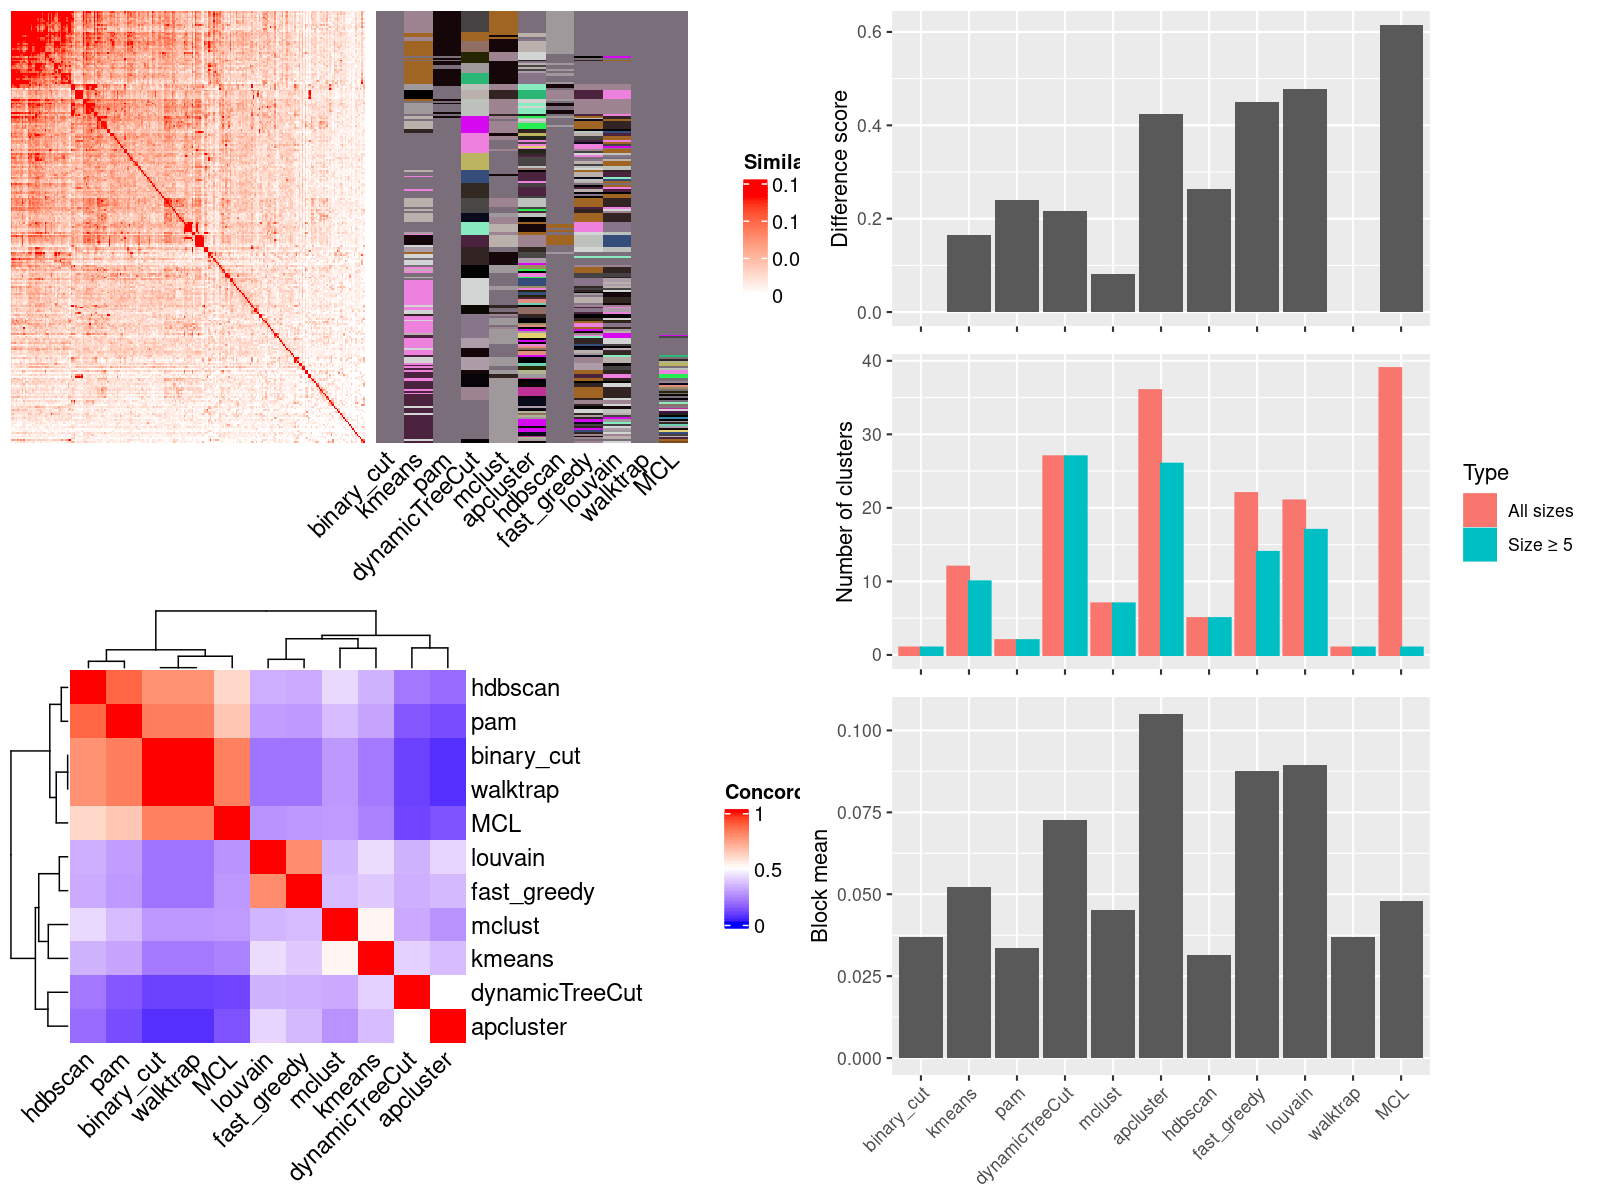 Simila
0.1
0.1
0.0
0
binary_cut
kmeans
pam
dynamicTreeCut
mclust
apcluster
hdbscan
fast_greedy
louvain
walktrap
MCL
hdbscan
pam
binary_cut
walktrap
MCL
louvain
fast_greedy
mclust
kmeans
dynamicTreeCut
apcluster
hdbscan
pam
binary_cut
walktrap
MCL
louvain
fast_greedy
mclust
kmeans
dynamicTreeCut
apcluster
Concord
1
0.5
0
Difference score
0.6
0.4
0.2
0.0
Number of clusters
40
30
20
10
0
Type
All sizes
Size ≥ 5
Block mean
0.100
0.075
0.050
0.025
0.000
binary_cut
kmeans
pam
dynamicTreeCut
mclust
apcluster
hdbscan
fast_greedy
louvain
walktrap
MCL